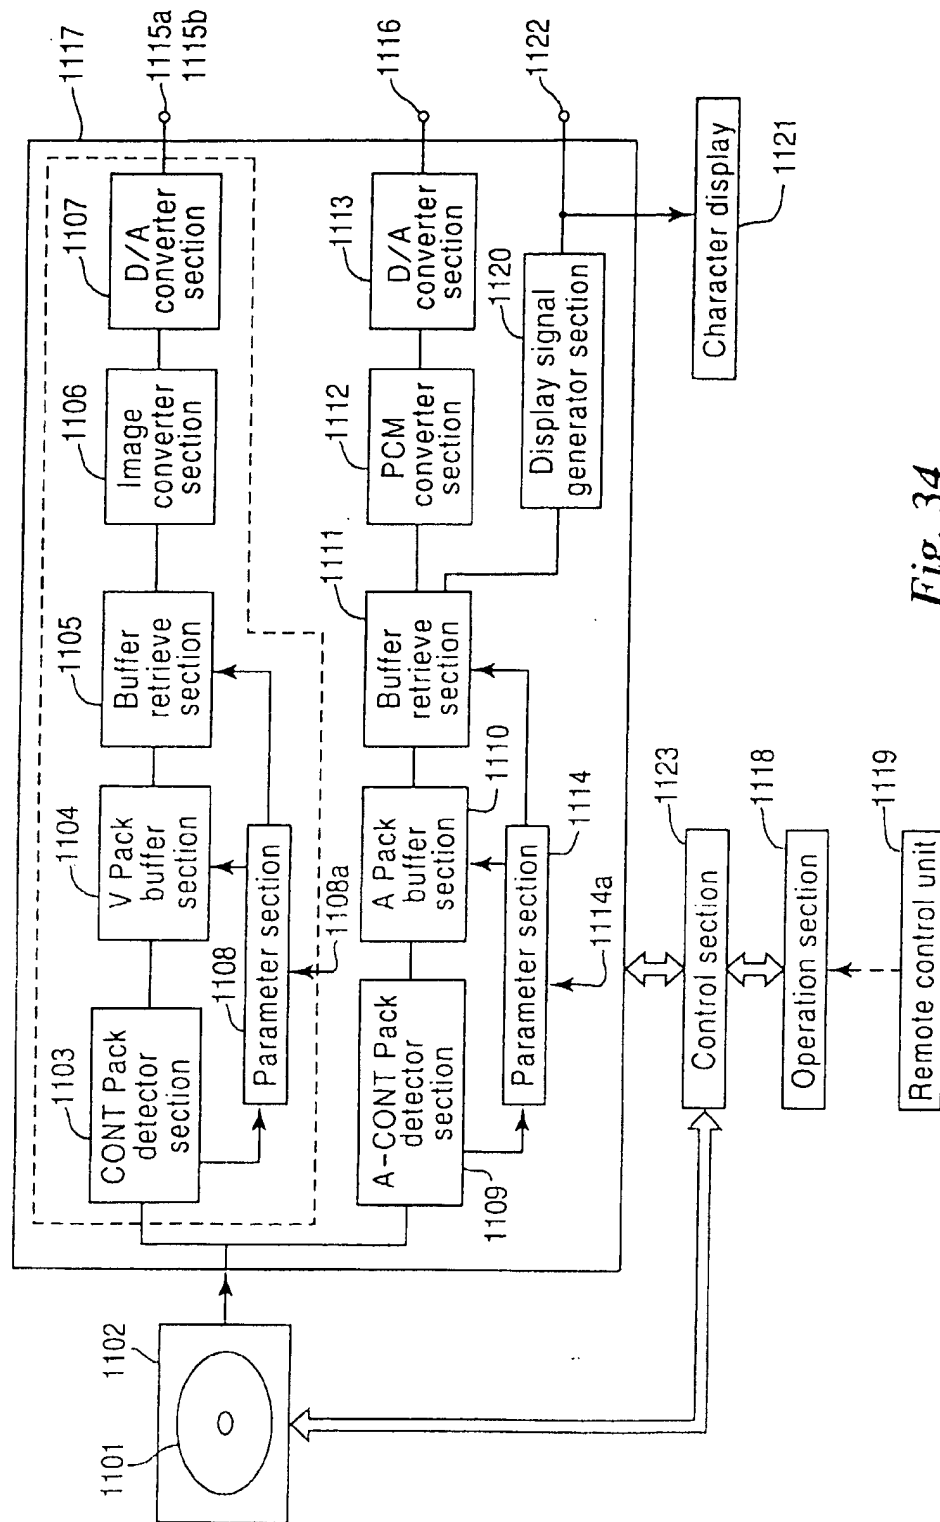 1117
1115a
1115b
1107
D/A
converter
section
1106
Image
converter
section
1105
Buffer
retrieve
section
1104
V Pack
buffer
section
1103
CONT Pack
detector
section
1108
Parameter section
1108a
1116
1113
D/A
converter
section
1112
PCM
converter
section
1111
Buffer
retrieve
section
1110
A Pack
buffer
section
A-CONT Pack
detector
section
1109
1114
Parameter section
1114a
1122
1120
Display signal
generator section
Character display
1121
1102
1101
1123
Control section
1118
Operation section
1119
Remote control unit
Fig. 34